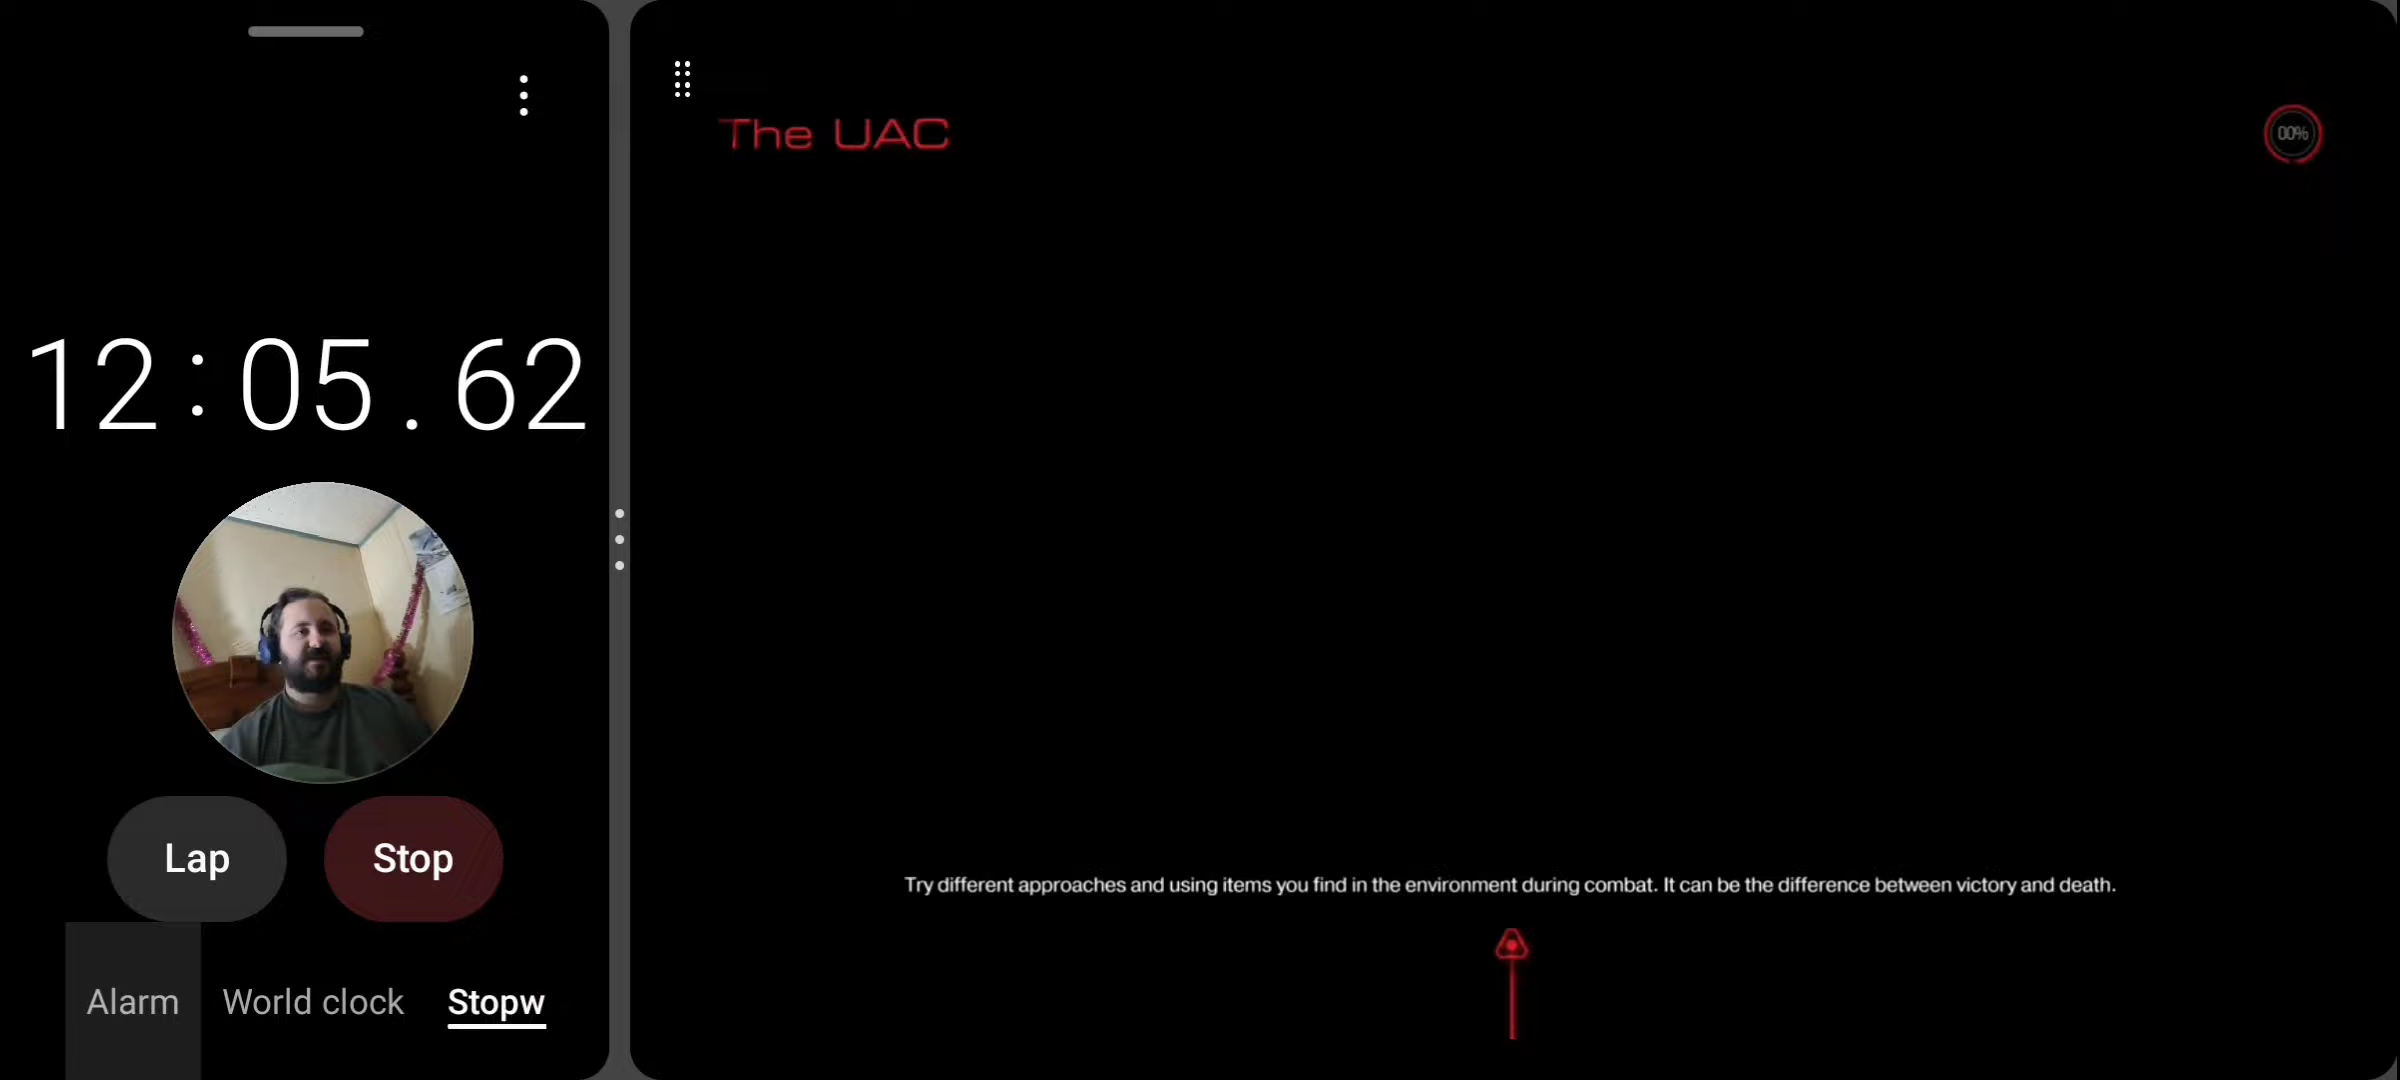 12:05.62
Lap
Stop
Alarm
World clock
Stopw
The UAC
00%
Try different approaches and using items you find in the environment during combat. It can be the difference between victory and death.